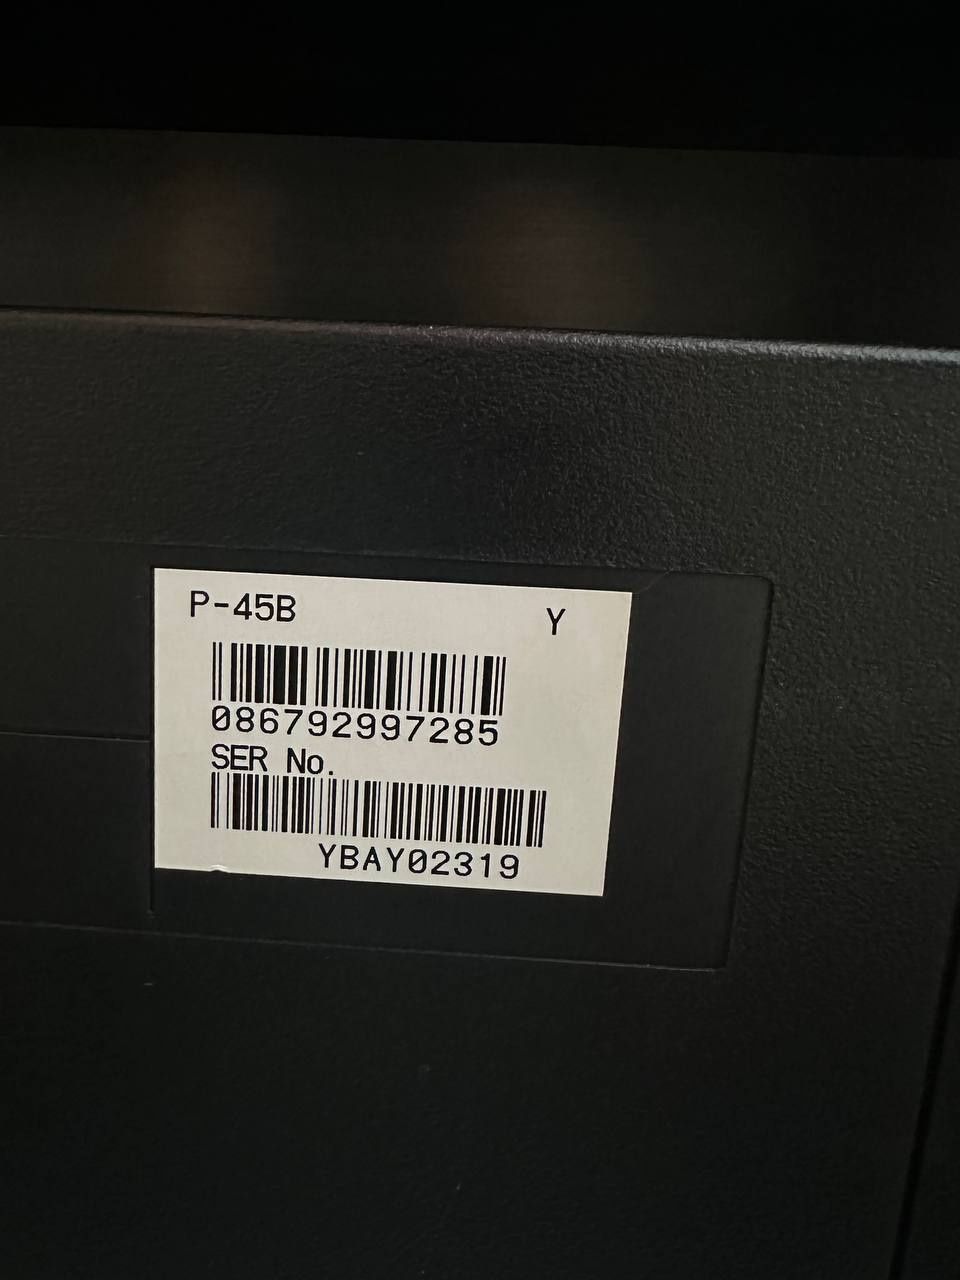 P-45B Y
086792997285
SER No.
YBAY02319